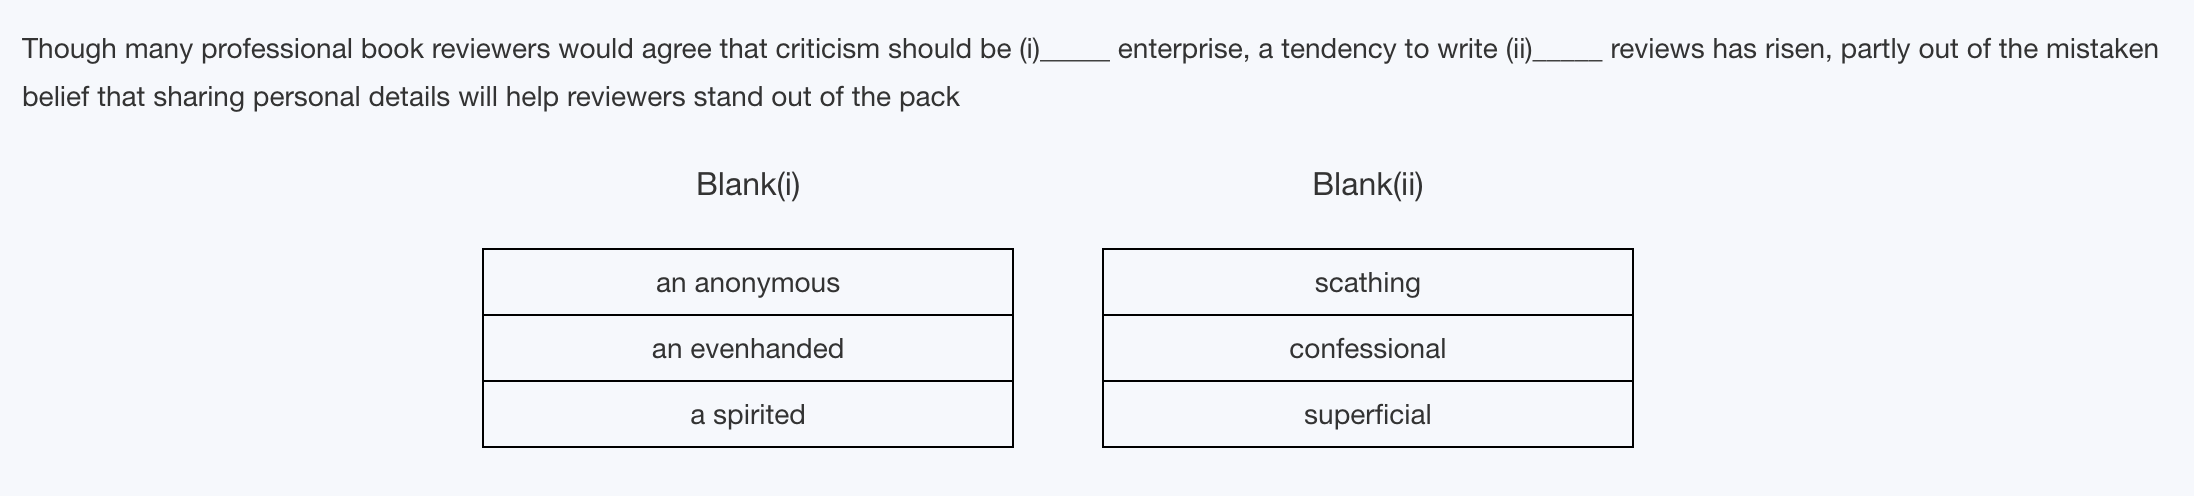 Though many professional book reviewers would agree that criticism should be (i)_____ enterprise, a tendency to write (ii)_____ reviews has risen, partly out of the mistaken
belief that sharing personal details will help reviewers stand out of the pack
Blank(i) Blank(ii)
an anonymous scathing
an evenhanded confessional
a spirited superficial